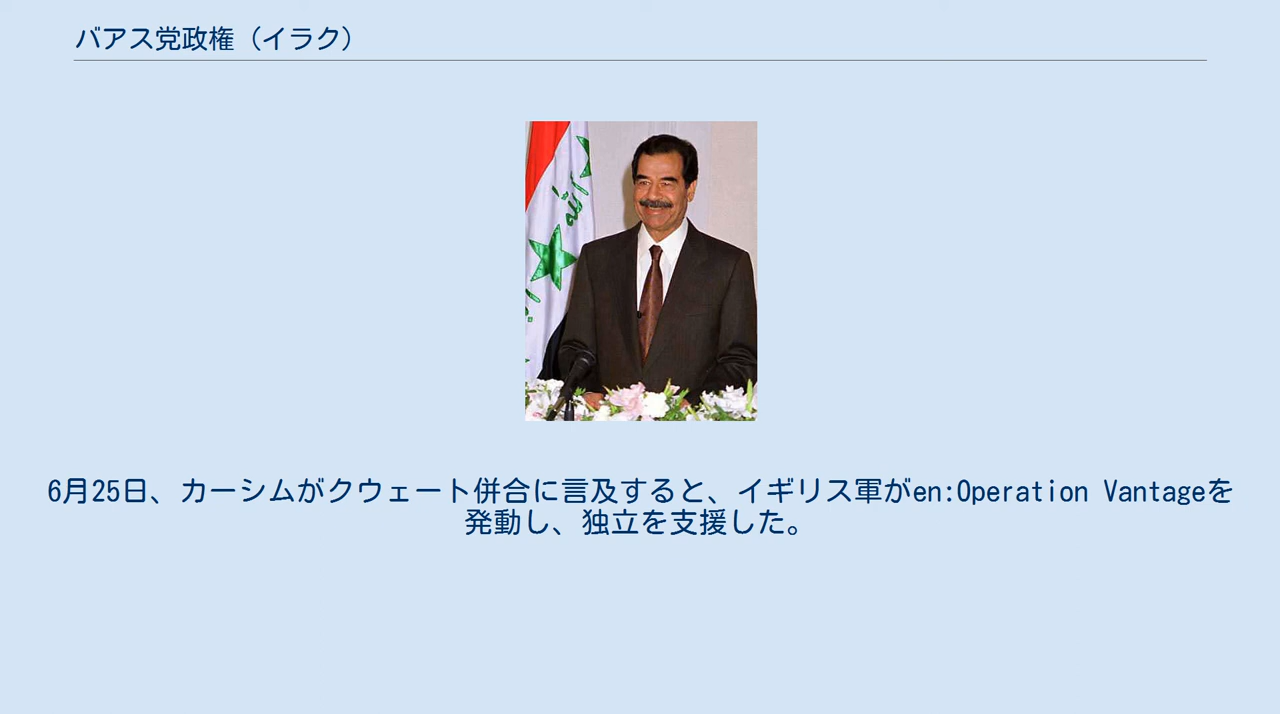 バアス党政権（イラク）
6月25日、カーシムがクウェート併合に言及すると、イギリス軍がen:Operation Vantageを
発動し、独立を支援した。